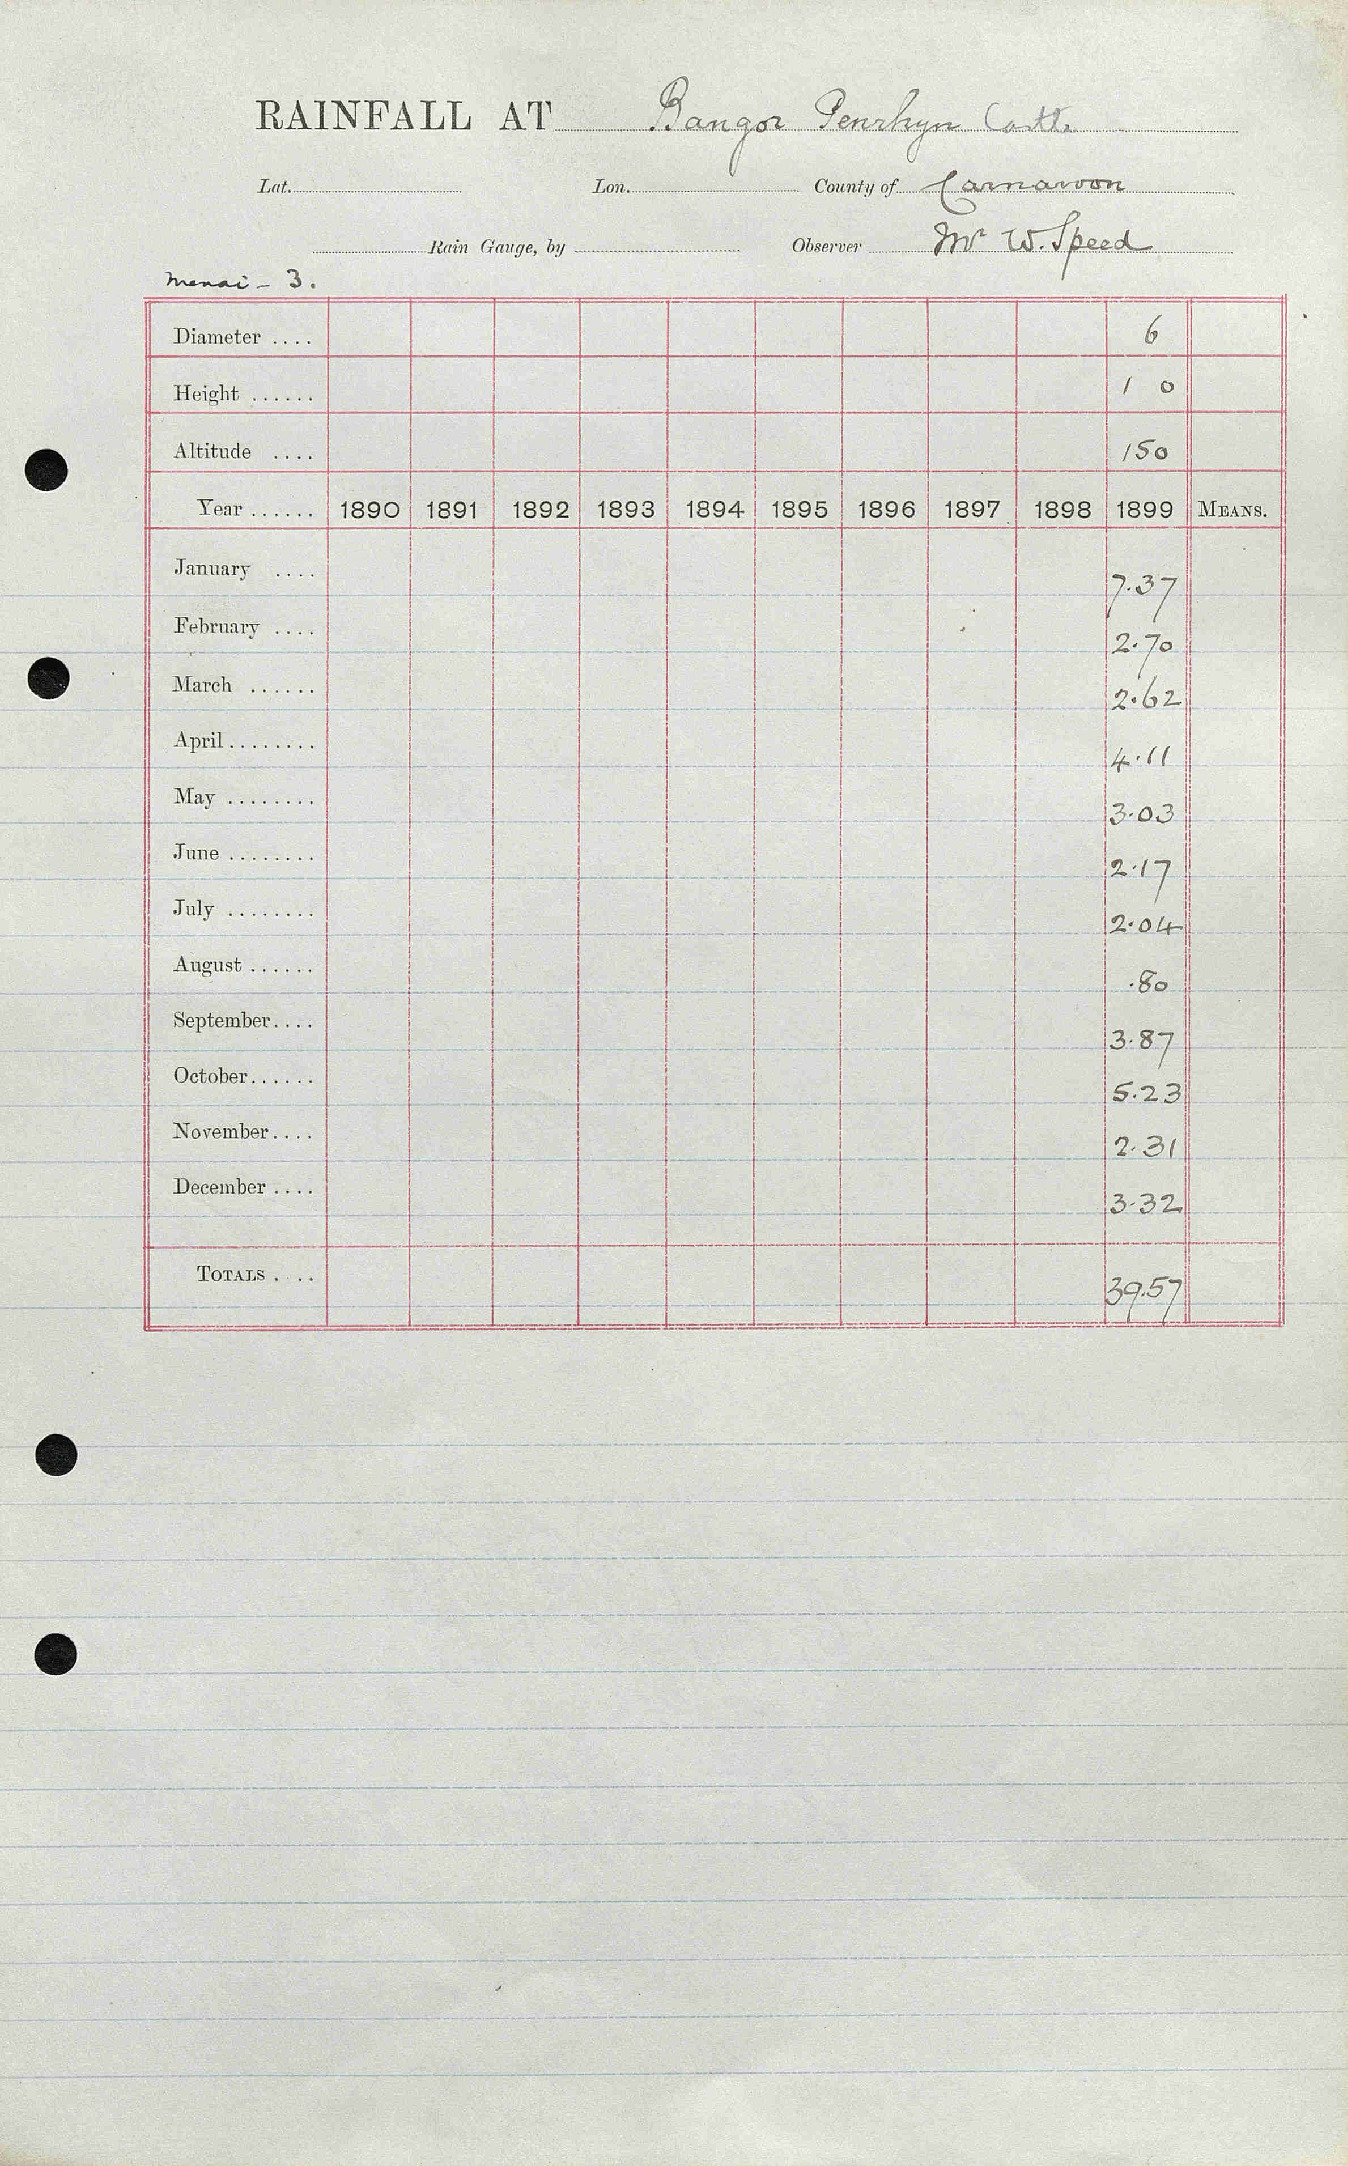 RAINFALL AT Bangor Penrhyn Castle
Lat. Lon. County of Carnarvon
Rain Gauge, by Observer Mr W. Speed
Menai - 3.
Diameter .... 6
Height ...... 1 0
Altitude .... 150
Year ...... 1890 1891 1892 1893 1894 1895 1896 1897 1898 1899 MEANS.
January .... 7.37
February .... 2.70
March ...... 2.62
April ........ 4.11
May ........ 3.03
June ........ 2.17
July ........ 2.04
August ...... .80
September.... 3.87
October...... 5.23
November.... 2.31
December .... 3.32
TOTALS .... 39.57